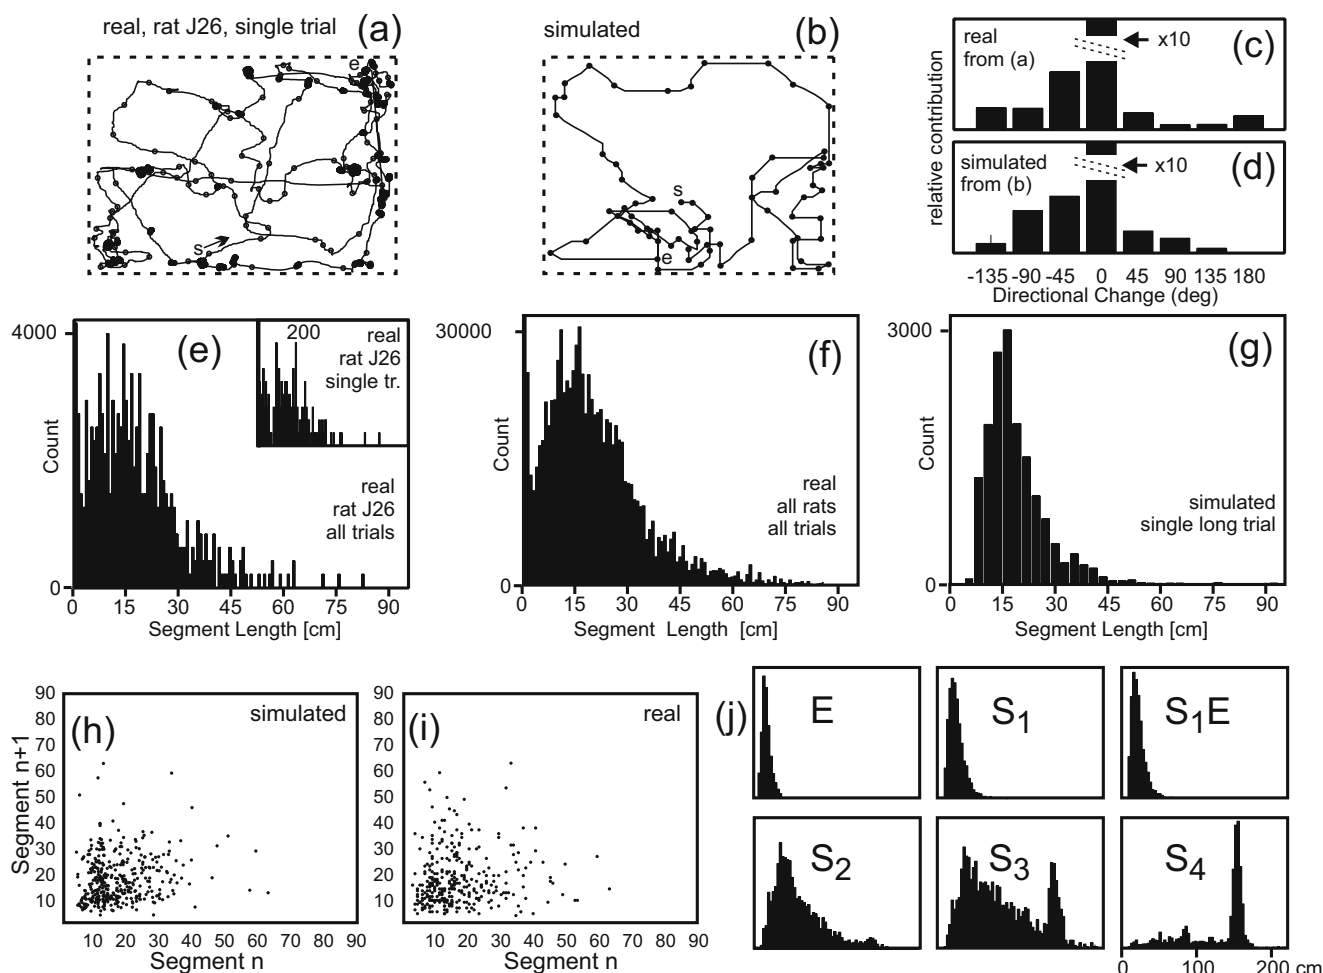 real, rat J26, single trial (a)
e
s
simulated (b)
s
e
relative contribution
real
from (a)
x10
(c)
simulated
from (b)
x10
(d)
-135 -90 -45 0 45 90 135 180
Directional Change (deg)
4000
0
Count
(e)
200
real
rat J26
single tr.
real
rat J26
all trials
0 15 30 45 60 75 90
Segment Length [cm]
30000
0
Count
(f)
real
all rats
all trials
0 15 30 45 60 75 90
Segment Length [cm]
3000
0
Count
(g)
simulated
single long trial
0 15 30 45 60 75 90
Segment Length [cm]
(h)
simulated
Segment n+1
90
80
70
60
50
40
30
20
10
10 20 30 40 50 60 70 80 90
Segment n
(i)
real
90
80
70
60
50
40
30
20
10
10 20 30 40 50 60 70 80 90
Segment n
(j)
E
S1
S1E
S2
S3
S4
0 100 200 cm